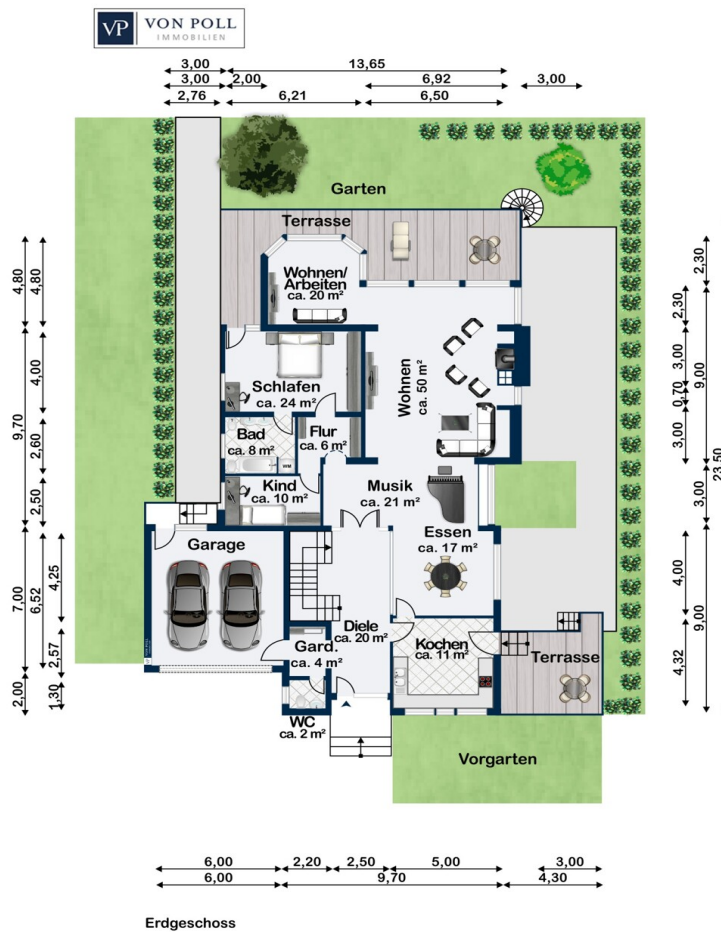 VP VON POLL
IMMOBILIEN
3,00 13,65
3,00 2,00 6,92 3,00
2,76 6,21 6,50
Garten
Terrasse
Wohnen/
Arbeiten
ca. 20 m²
Schlafen
ca. 24 m²
Wohnen
ca. 50 m²
Bad
ca. 8 m²
Flur
ca. 6 m²
WM
Kind
ca. 10 m²
Musik
ca. 21 m²
Essen
ca. 17 m²
Garage
Diele
ca. 20 m²
Gard.
ca. 4 m²
Kochen
ca. 11 m²
Terrasse
WC
ca. 2 m²
Vorgarten
VON POLL
4,80 4,80
9,70 4,00
2,60
2,50
7,00 6,52 4,25
2,57
2,00 1,30
2,30
2,30
3,00 9,00
0,70
3,00
23,50
3,00
4,00 9,00
4,32
6,00 2,20 2,50 5,00 3,00
6,00 9,70 4,30
Erdgeschoss